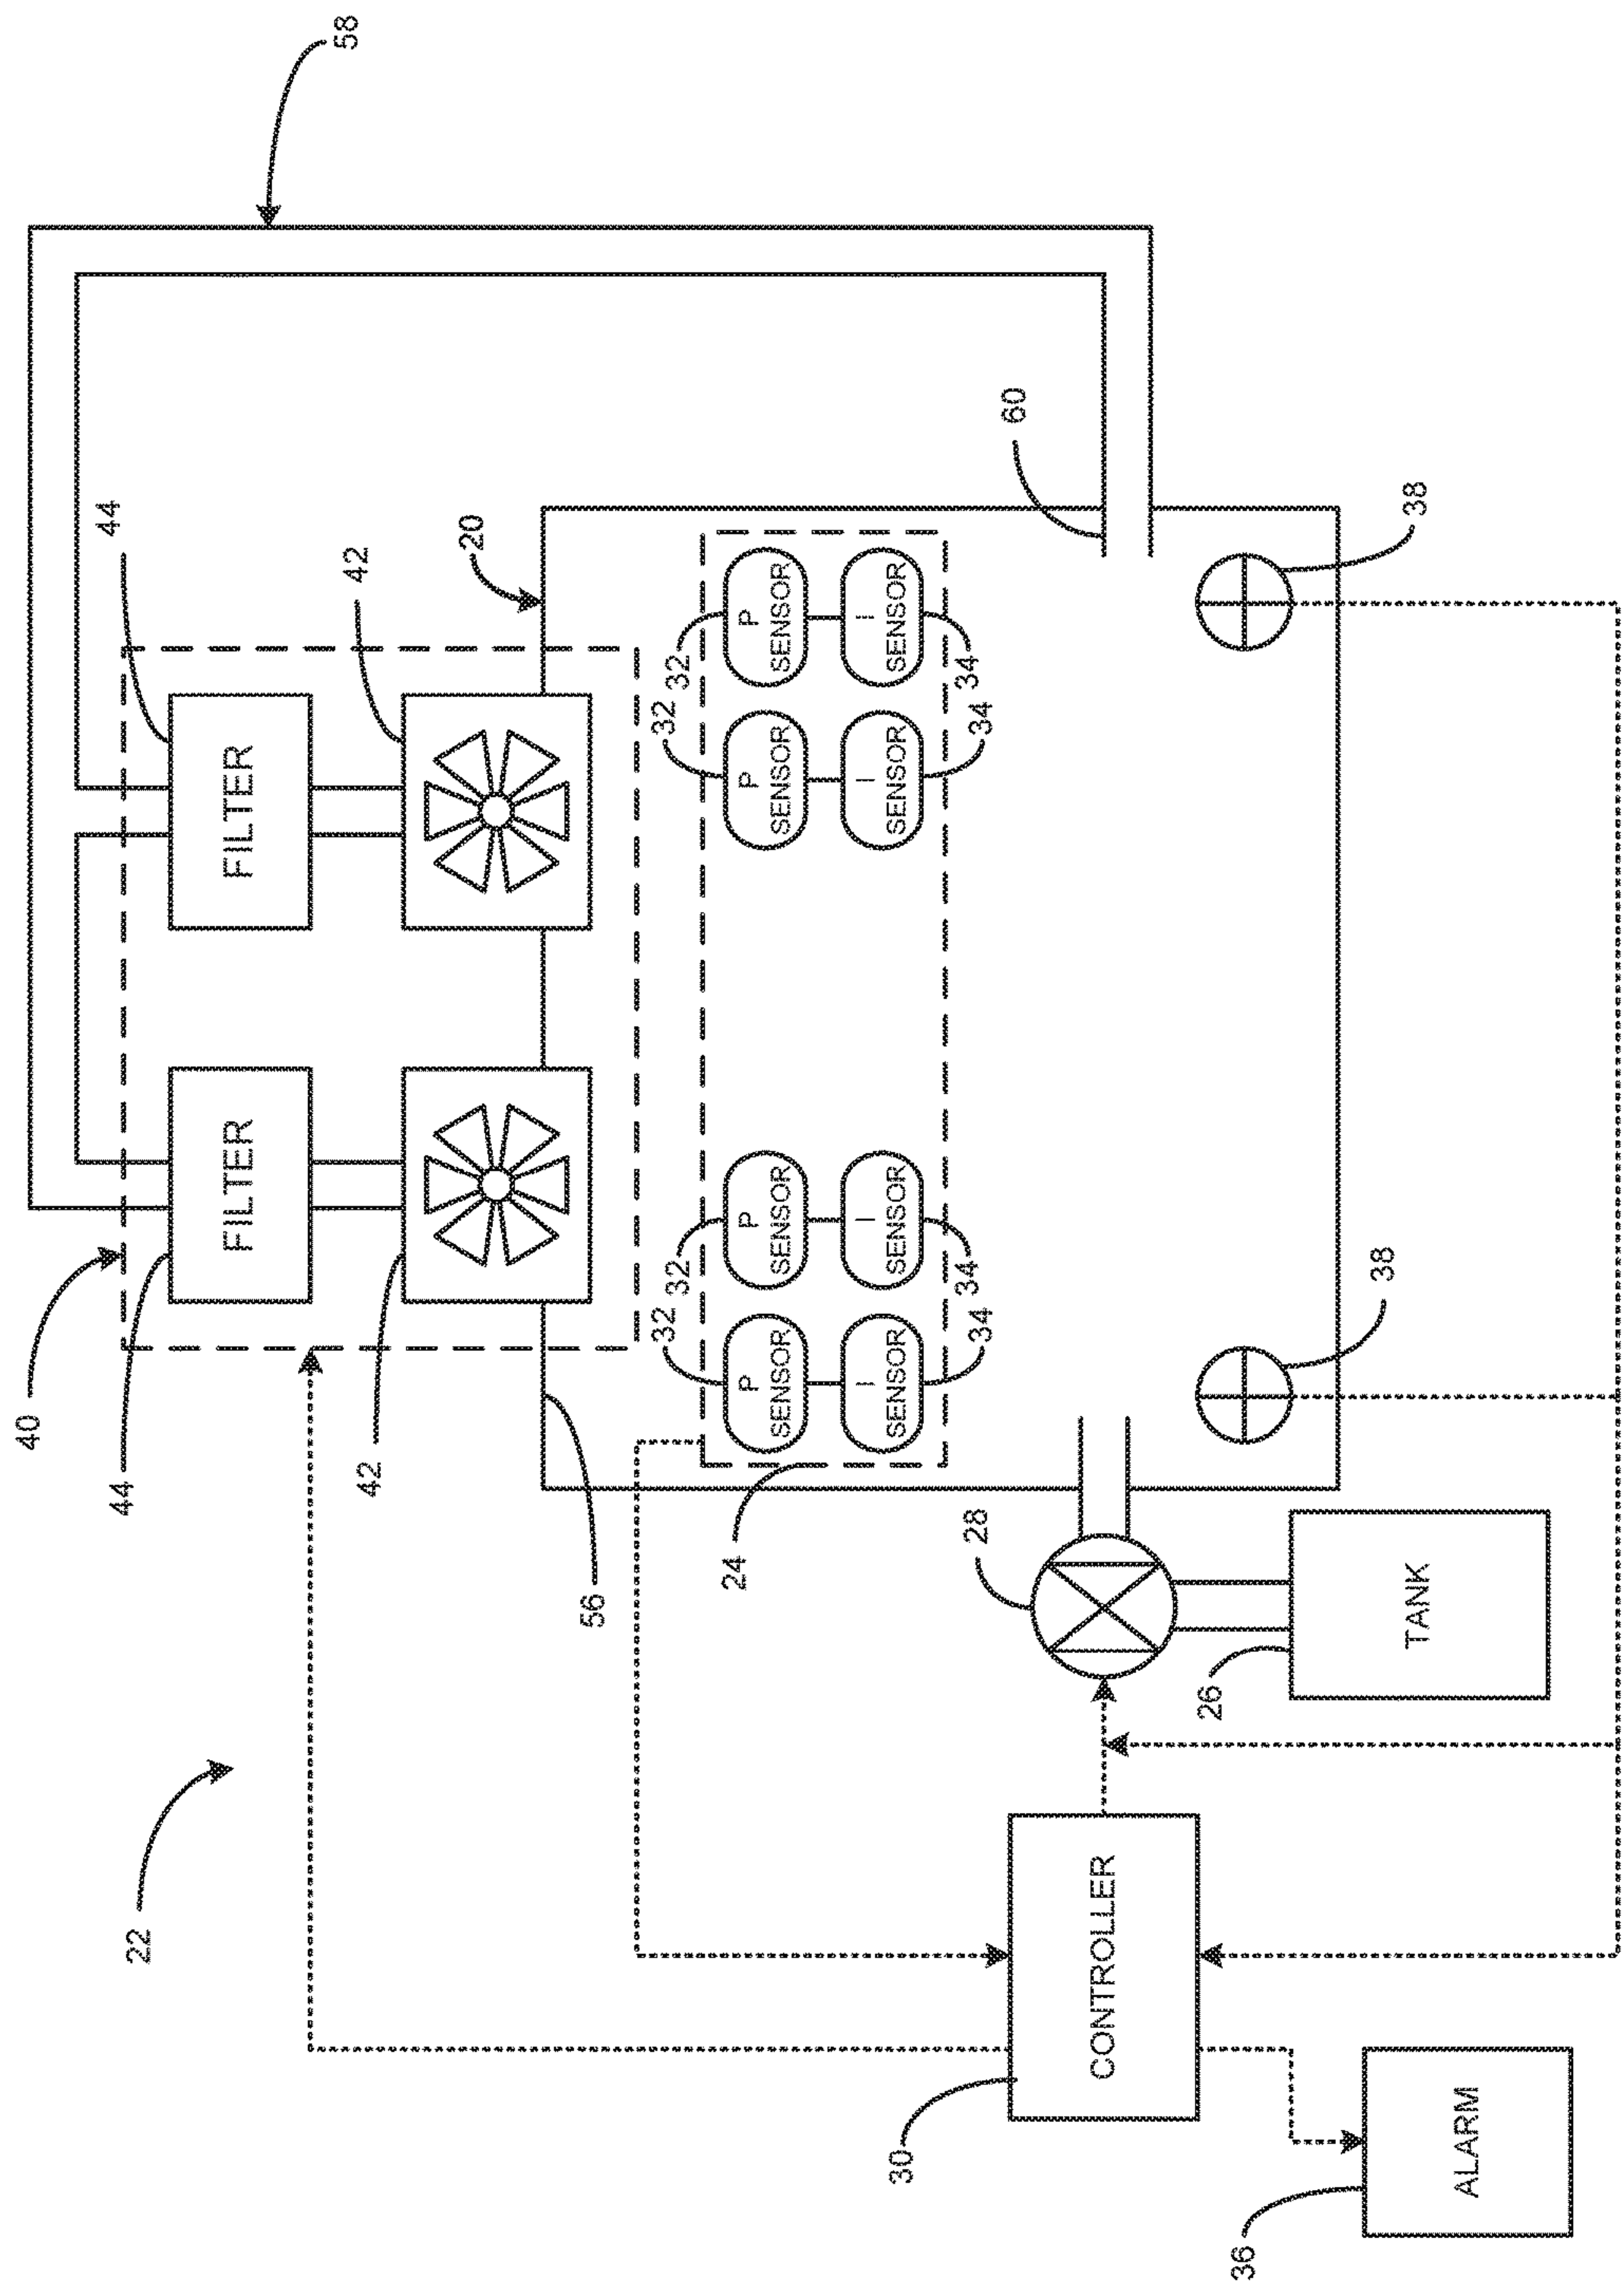 40
22
44
44
FILTER
FILTER
58
42
42
20
56
32
32
32
32
24
P
SENSOR
P
SENSOR
P
SENSOR
P
SENSOR
I
SENSOR
I
SENSOR
I
SENSOR
I
SENSOR
34
34
34
34
28
60
30
CONTROLLER
26
38
38
TANK
36
ALARM